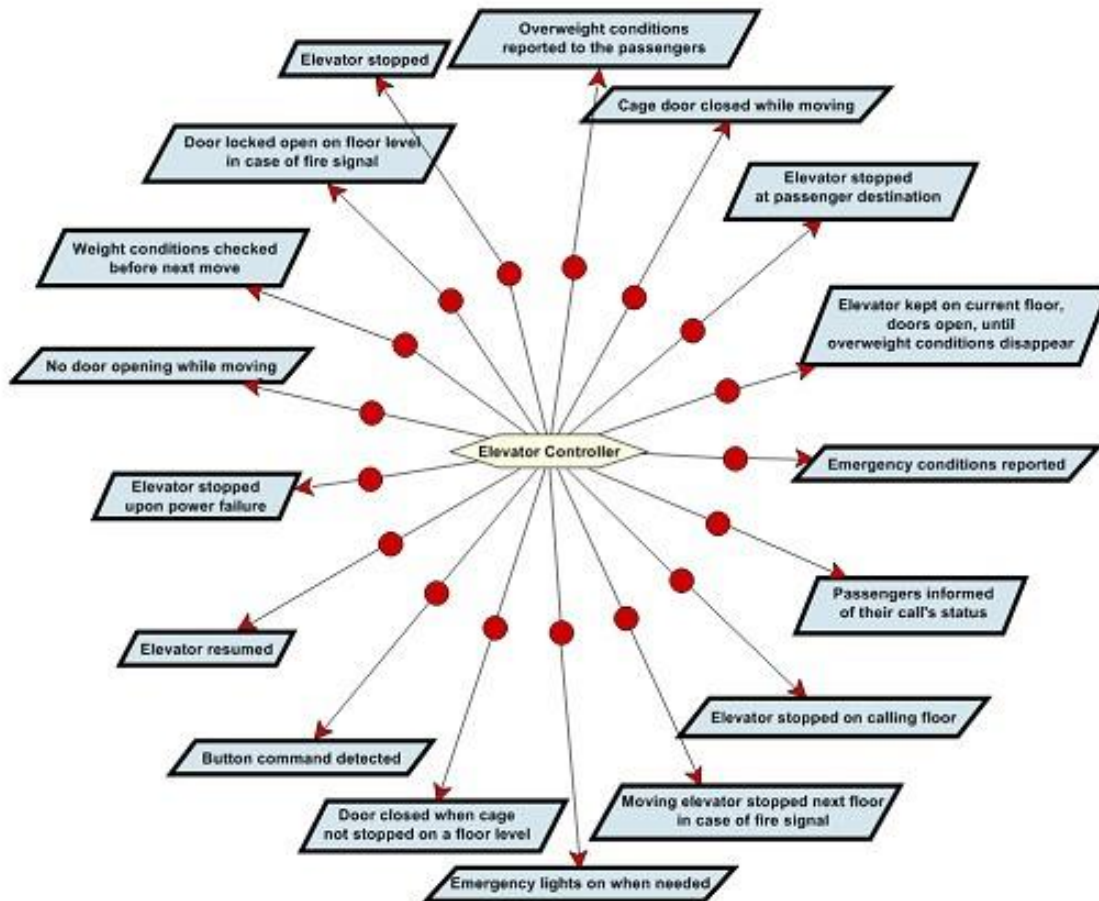 Overweight conditions
reported to the passengers
Elevator stopped
Cage door closed while moving
Door locked open on floor level
in case of fire signal
Elevator stopped
at passenger destination
Weight conditions checked
before next move
Elevator kept on current floor,
doors open, until
overweight conditions disappear
No door opening while moving
Elevator Controller
Emergency conditions reported
Elevator stopped
upon power failure
Passengers informed
of their call's status
Elevator resumed
Elevator stopped on calling floor
Button command detected
Moving elevator stopped next floor
in case of fire signal
Door closed when cage
not stopped on a floor level
Emergency lights on when needed